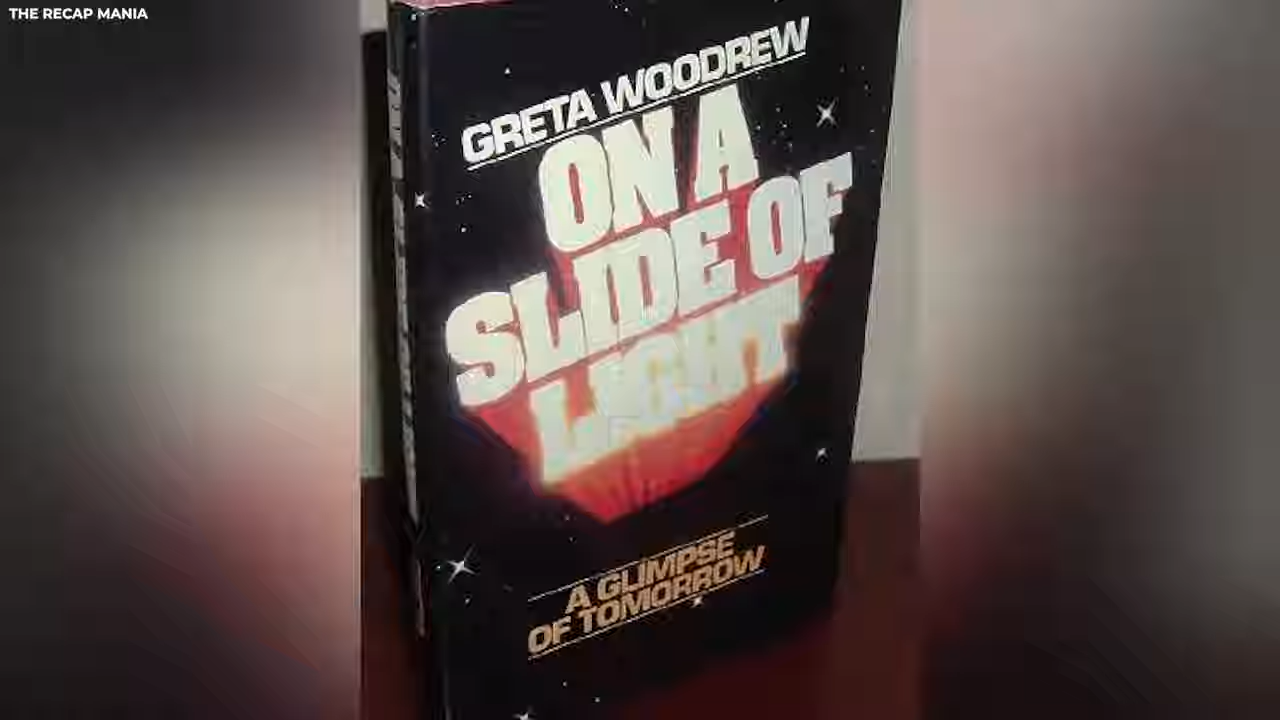 THE RECAP MANIA
GRETA WOODREW
ON A
SLIDE OF
LIGHT
A GLIMPSE
OF TOMORROW